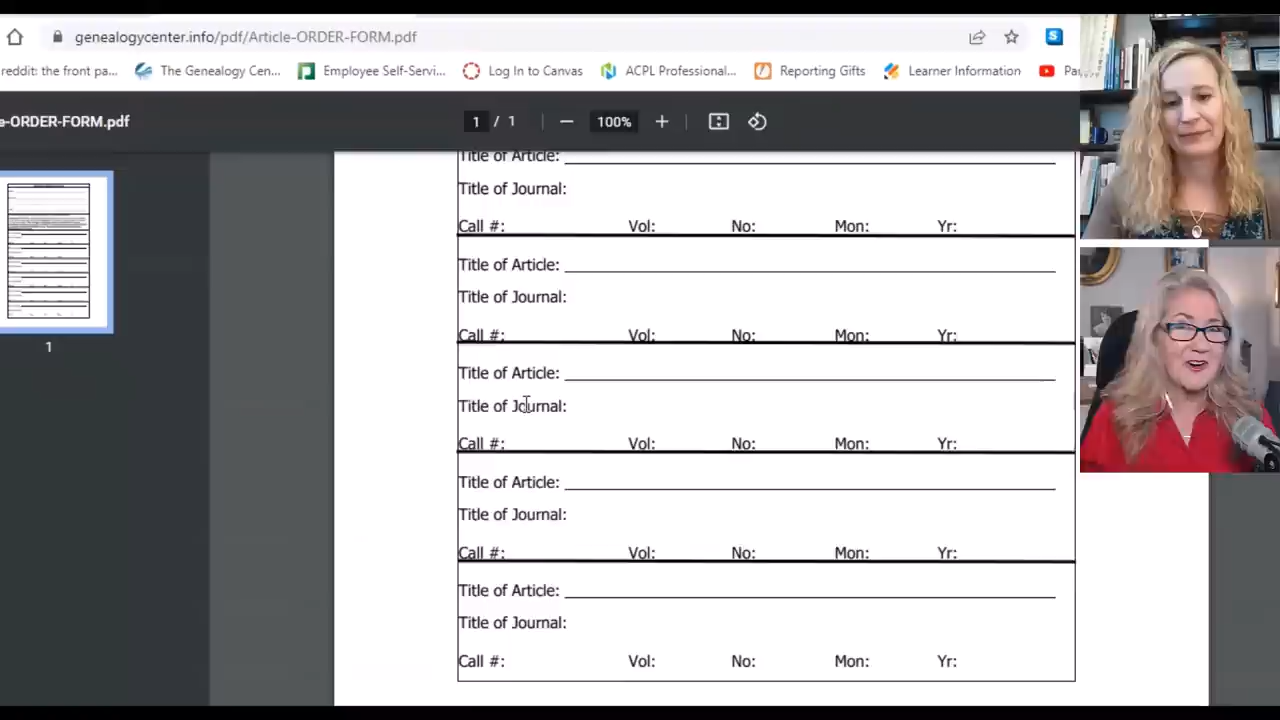 genealogycenter.info/pdf/Article-ORDER-FORM.pdf
reddit: the front pa... The Genealogy Cen... Employee Self-Servi... Log In to Canvas ACPL Professional... Reporting Gifts Learner Information
e-ORDER-FORM.pdf 1 / 1 100%
1
Title of Article:
Title of Journal:
Call #: Vol: No: Mon: Yr:
Title of Article:
Title of Journal:
Call #: Vol: No: Mon: Yr:
Title of Article:
Title of Journal:
Call #: Vol: No: Mon: Yr:
Title of Article:
Title of Journal:
Call #: Vol: No: Mon: Yr:
Title of Article:
Title of Journal:
Call #: Vol: No: Mon: Yr: